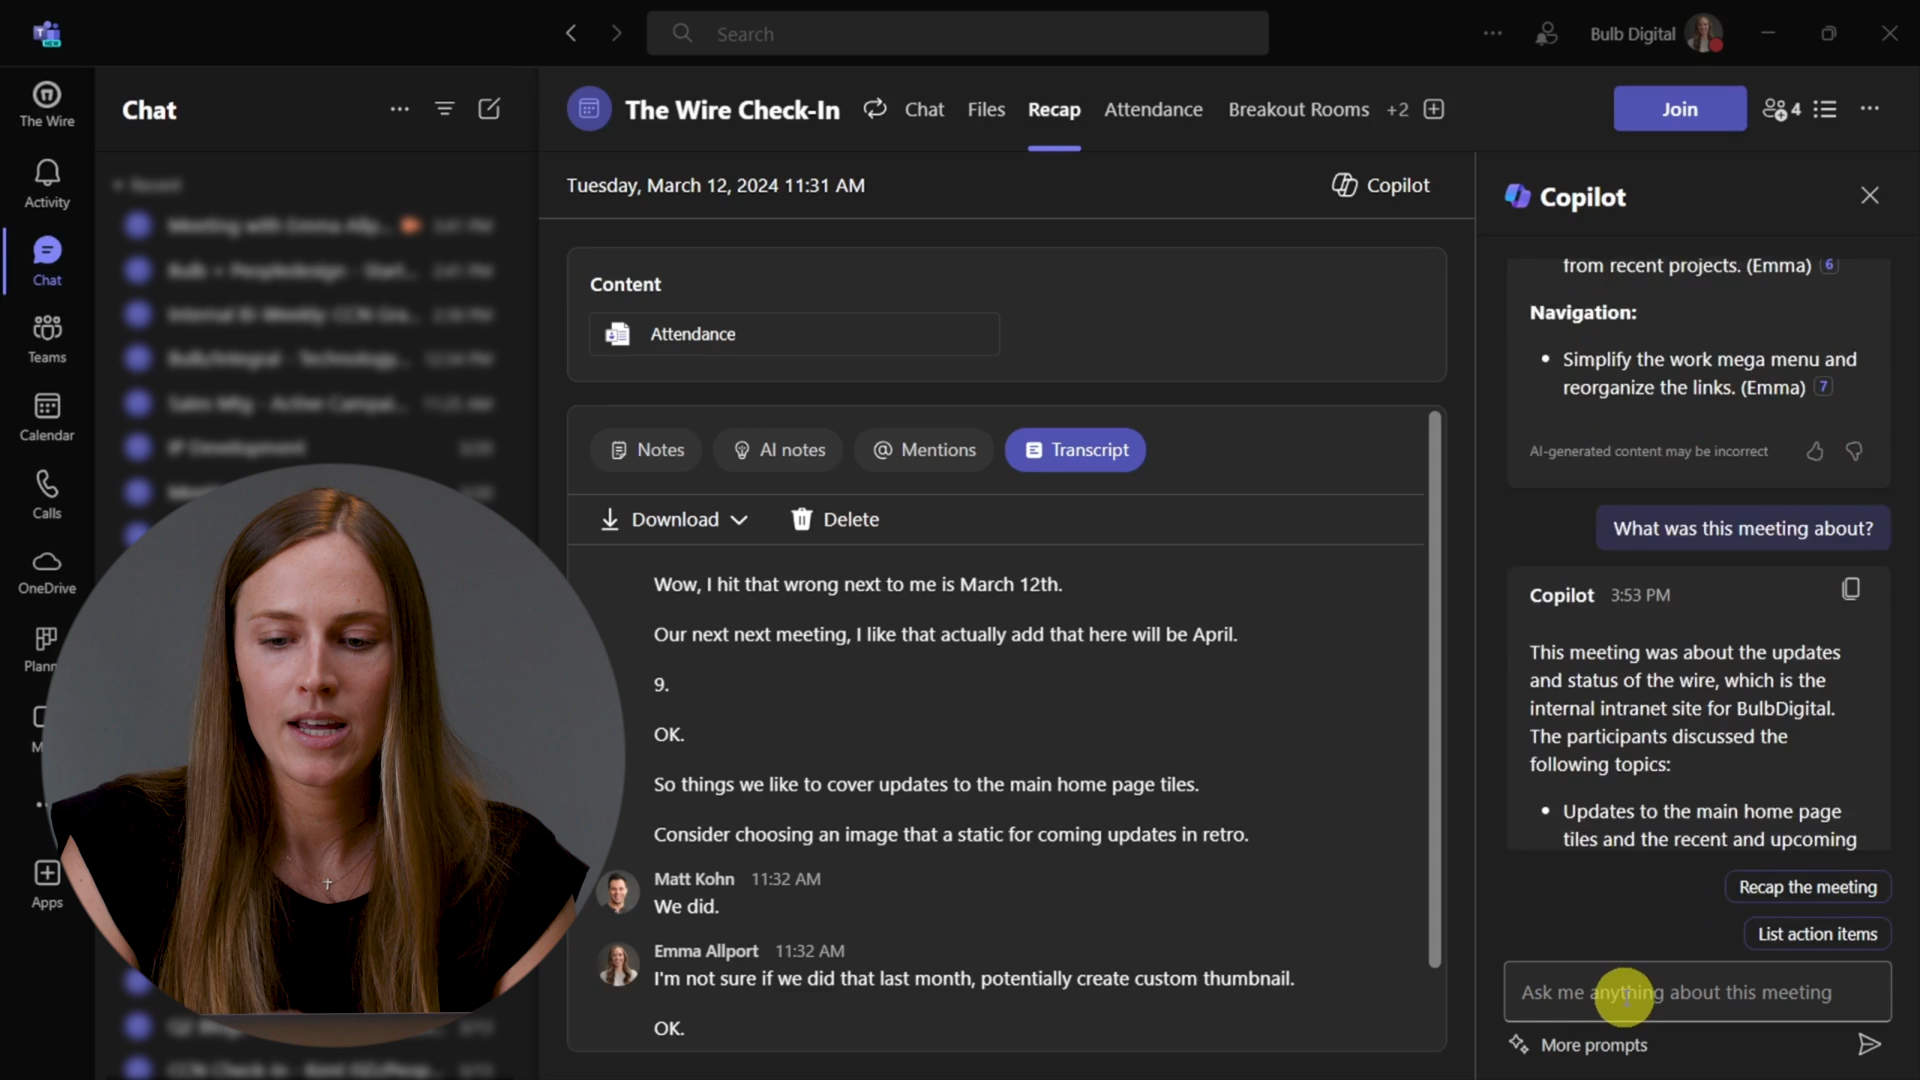 Search
Bulb Digital
The Wire
Activity
Chat
Teams
Calendar
Calls
OneDrive
Apps
Chat
The Wire Check-In
Chat
Files
Recap
Attendance
Breakout Rooms
+2
Join
4
Tuesday, March 12, 2024 11:31 AM
Copilot
Content
Attendance
Notes
AI notes
Mentions
Transcript
Download
Delete
Wow, I hit that wrong next to me is March 12th.
Our next next meeting, I like that actually add that here will be April.
9.
OK.
So things we like to cover updates to the main home page tiles.
Consider choosing an image that a static for coming updates in retro.
Matt Kohn 11:32 AM
We did.
Emma Allport 11:32 AM
I'm not sure if we did that last month, potentially create custom thumbnail.
OK.
Copilot
from recent projects. (Emma) 6
Navigation:
• Simplify the work mega menu and
reorganize the links. (Emma) 7
AI-generated content may be incorrect
What was this meeting about?
Copilot 3:53 PM
This meeting was about the updates
and status of the wire, which is the
internal intranet site for BulbDigital.
The participants discussed the
following topics:
• Updates to the main home page
tiles and the recent and upcoming
Recap the meeting
List action items
Ask me anything about this meeting
More prompts